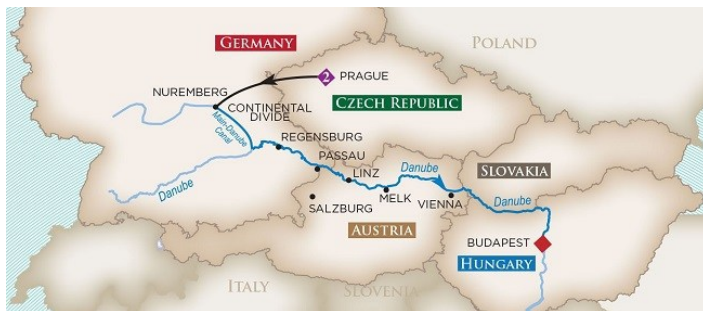 GERMANY
POLAND
2
PRAGUE
NUREMBERG
CONTINENTAL
DIVIDE
CZECH REPUBLIC
Main-Danube
Canal
REGENSBURG
PASSAU
LINZ
Danube
SLOVAKIA
Danube
MELK
VIENNA
Danube
SALZBURG
AUSTRIA
BUDAPEST
HUNGARY
ITALY
SLOVENIA